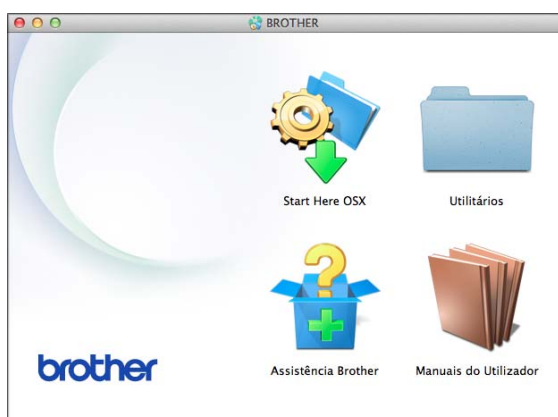 BROTHER
Start Here OSX
Utilitários
Assistência Brother
Manuais do Utilizador
brother